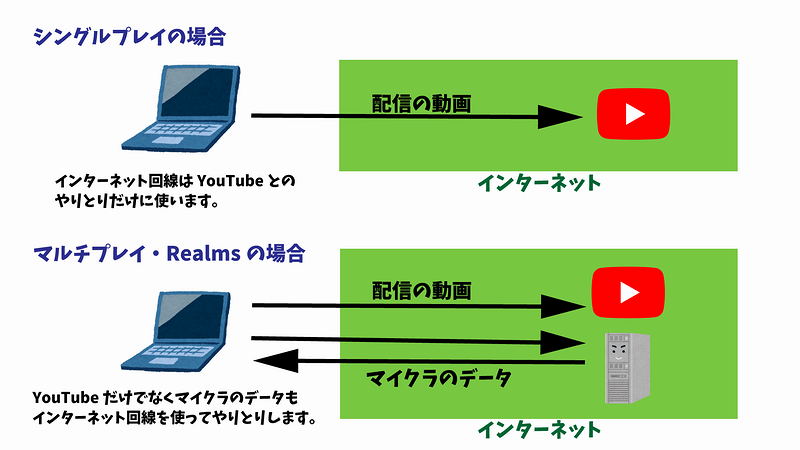 シングルプレイの場合
配信の動画
インターネット
インターネット回線は YouTube との
やりとりだけに使います。
マルチプレイ・Realms の場合
配信の動画
マイクラのデータ
インターネット
YouTube だけでなくマイクラのデータも
インターネット回線を使ってやりとりします。